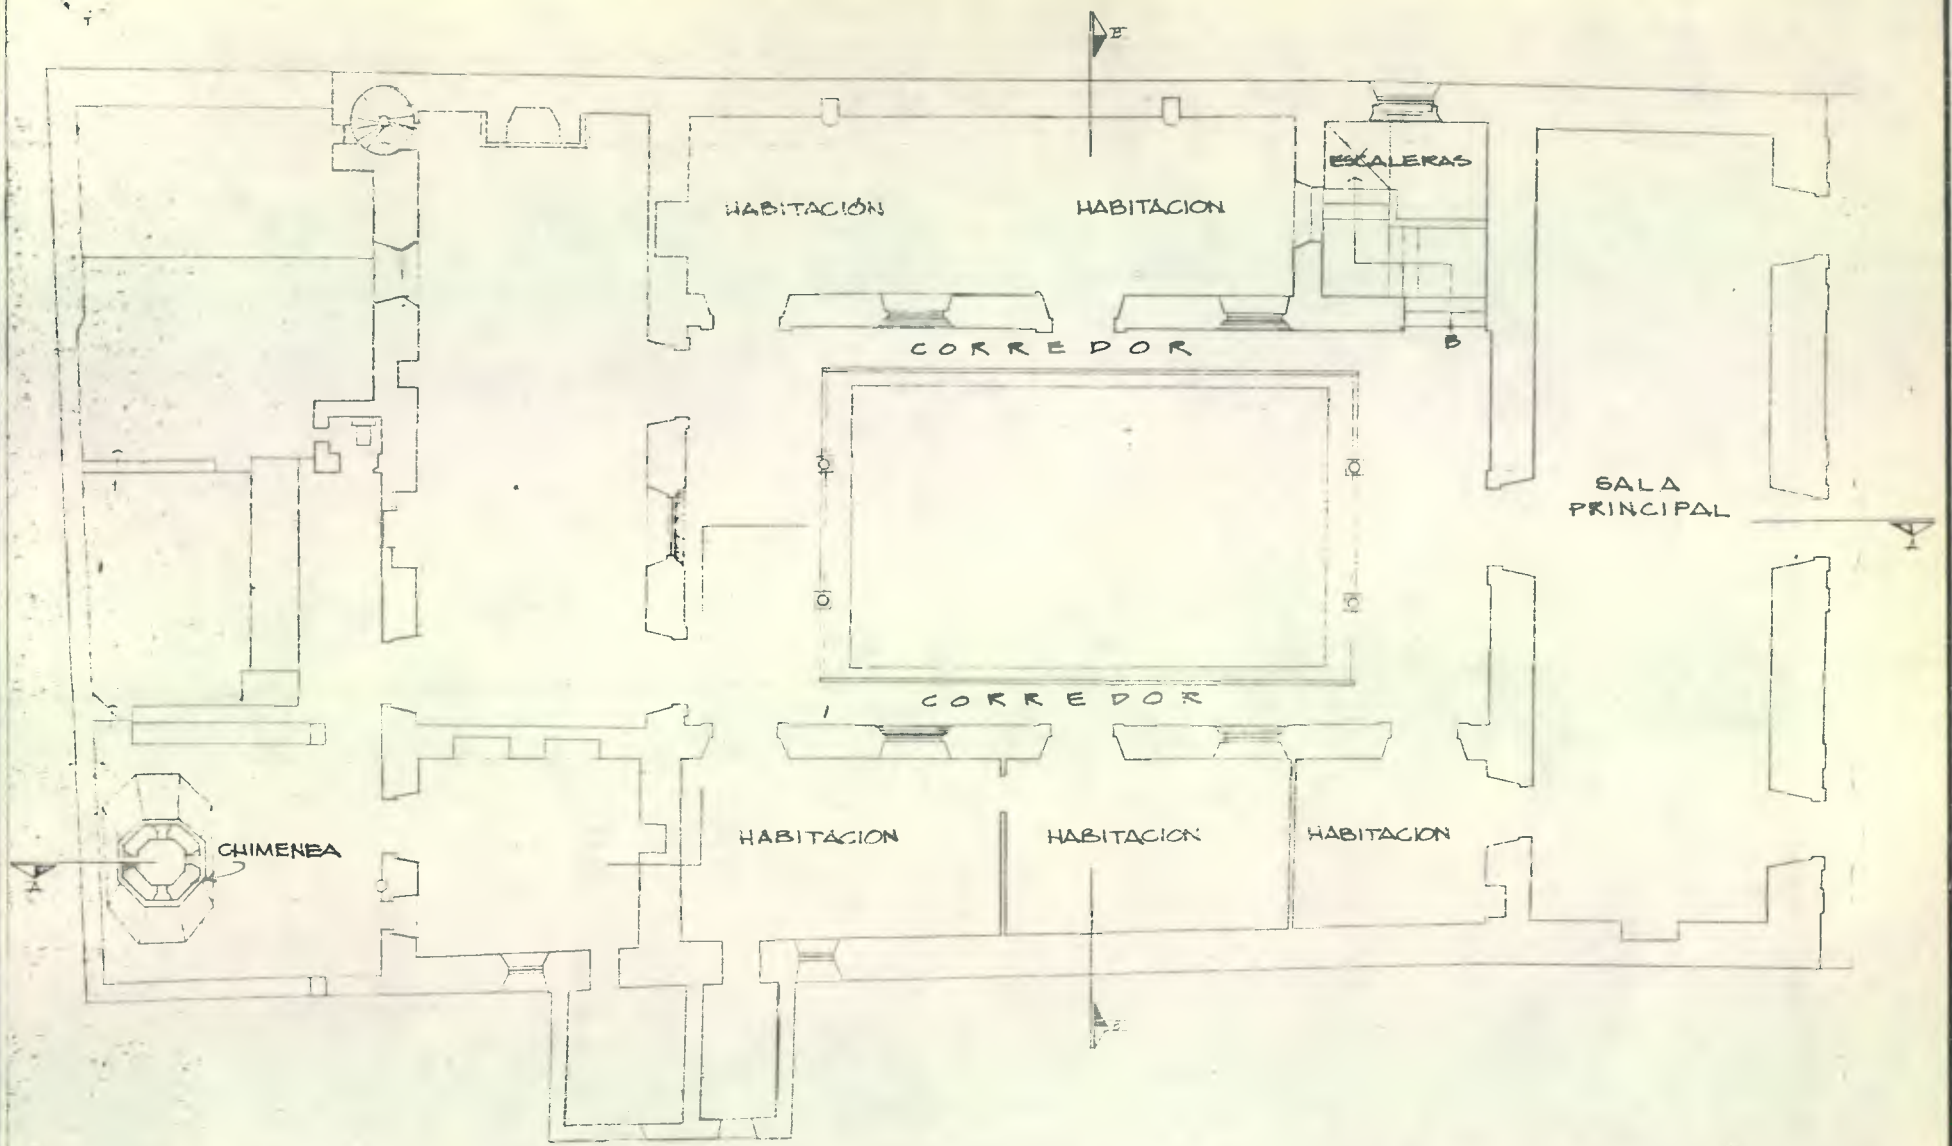 E
ESCALERAS
HABITACIÓN
HABITACION
B
CORREDOR
SALA
PRINCIPAL
CORREDOR
HABITACION
HABITACION
HABITACION
CHIMENEA